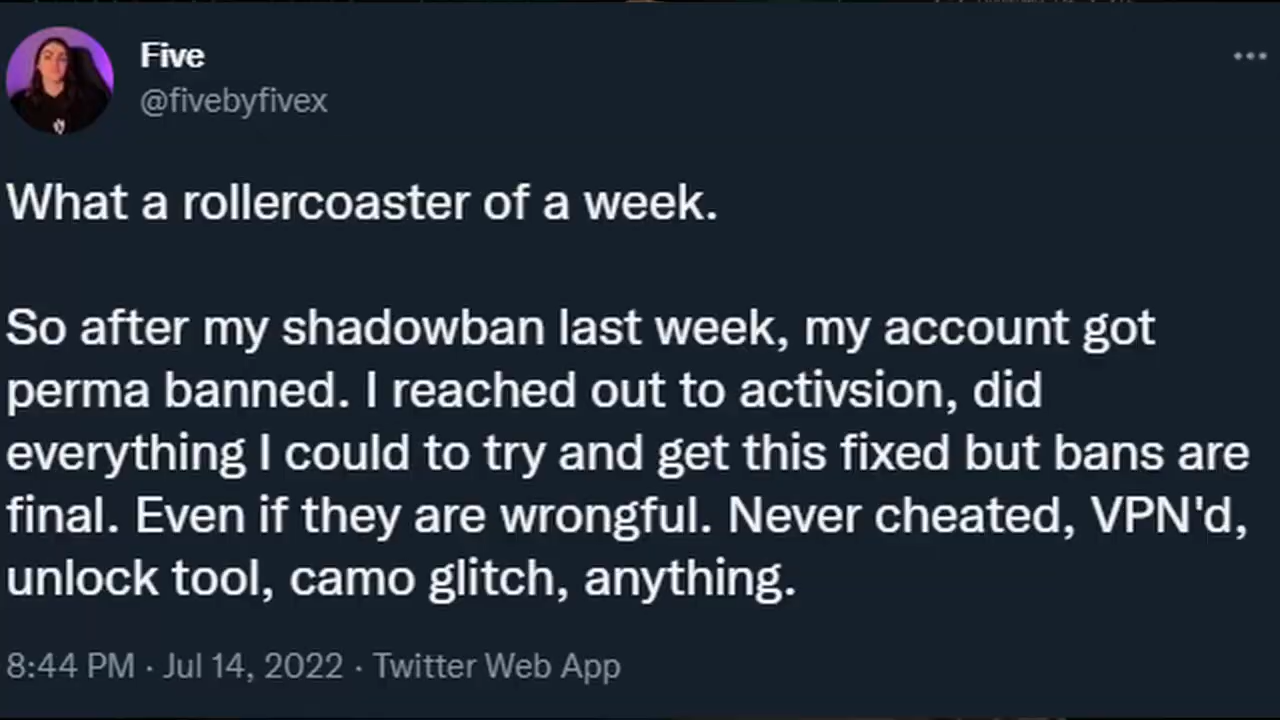 Five
@fivebyfivex
What a rollercoaster of a week.
So after my shadowban last week, my account got
perma banned. I reached out to activsion, did
everything I could to try and get this fixed but bans are
final. Even if they are wrongful. Never cheated, VPN'd,
unlock tool, camo glitch, anything.
8:44 PM · Jul 14, 2022 · Twitter Web App